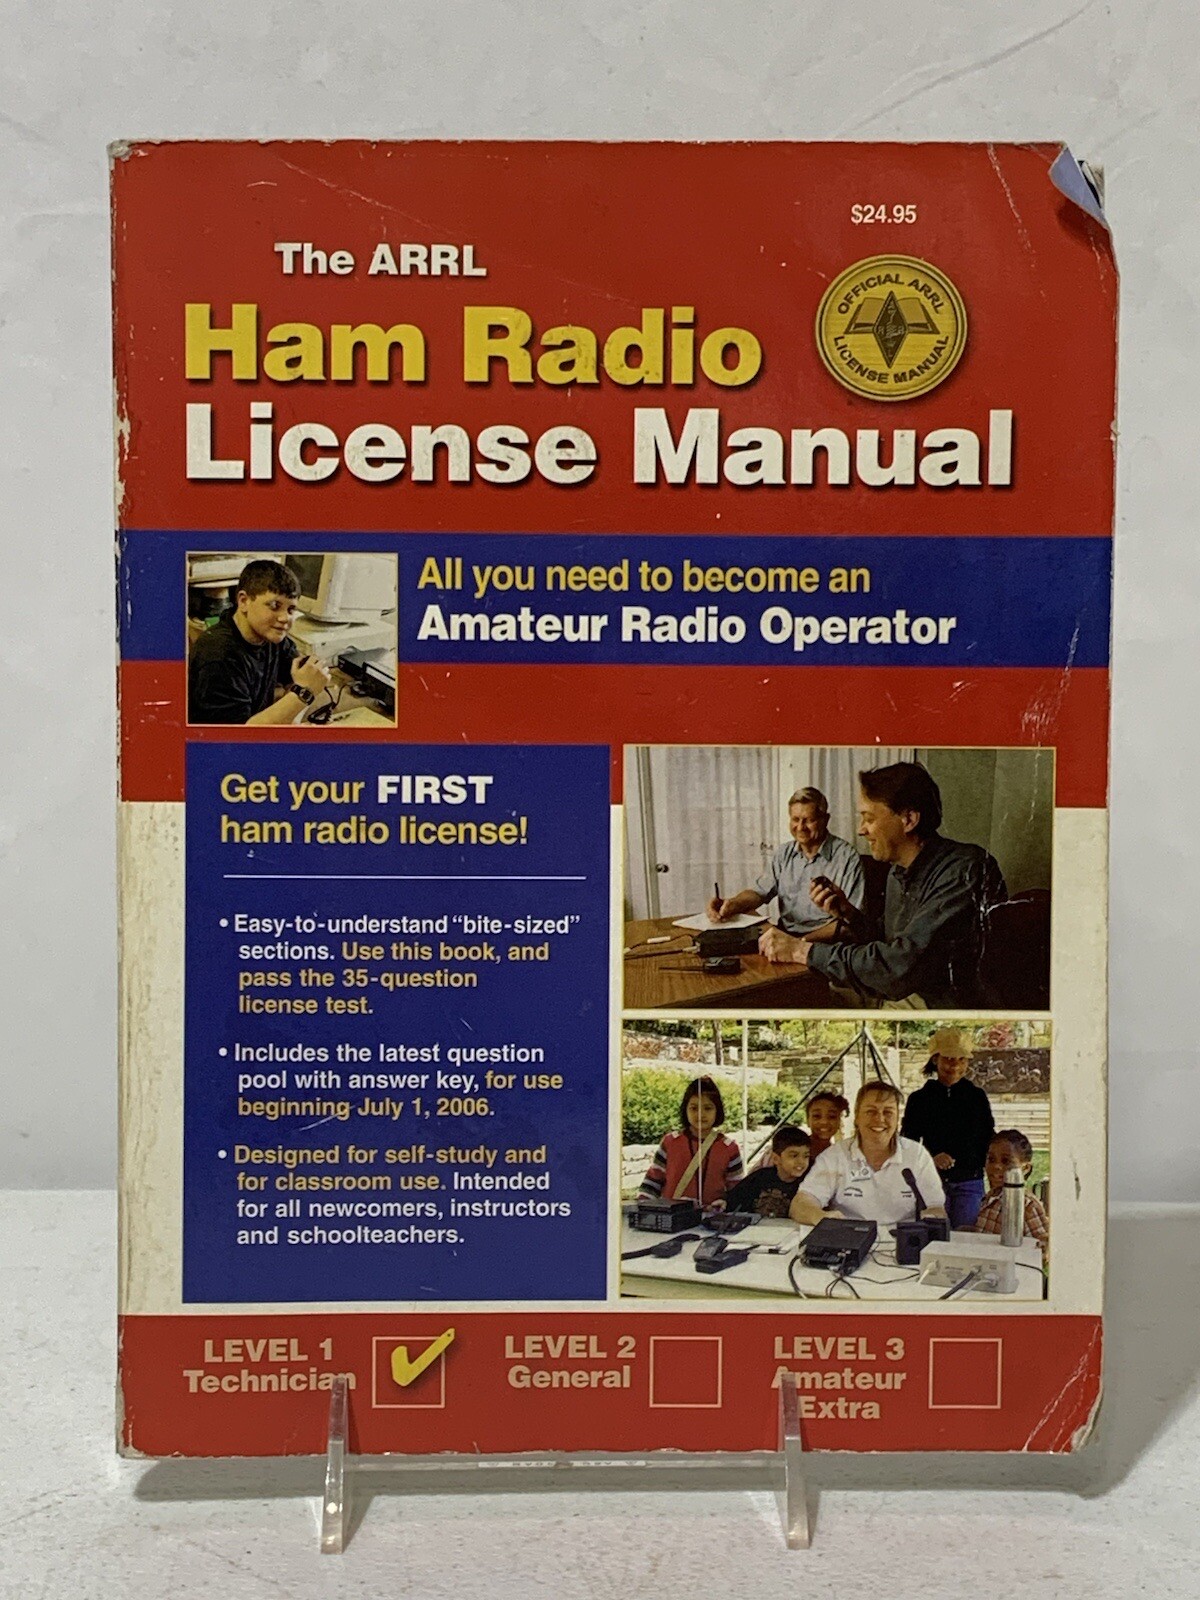 $24.95
The ARRL
Ham Radio
License Manual
OFFICIAL ARRL
LICENSE MANUAL
All you need to become an
Amateur Radio Operator
Get your FIRST
ham radio license!
• Easy-to-understand “bite-sized”
sections. Use this book, and
pass the 35-question
license test.
• Includes the latest question
pool with answer key, for use
beginning July 1, 2006.
• Designed for self-study and
for classroom use. Intended
for all newcomers, instructors
and schoolteachers.
LEVEL 1
Technician
LEVEL 2
General
LEVEL 3
Amateur
Extra